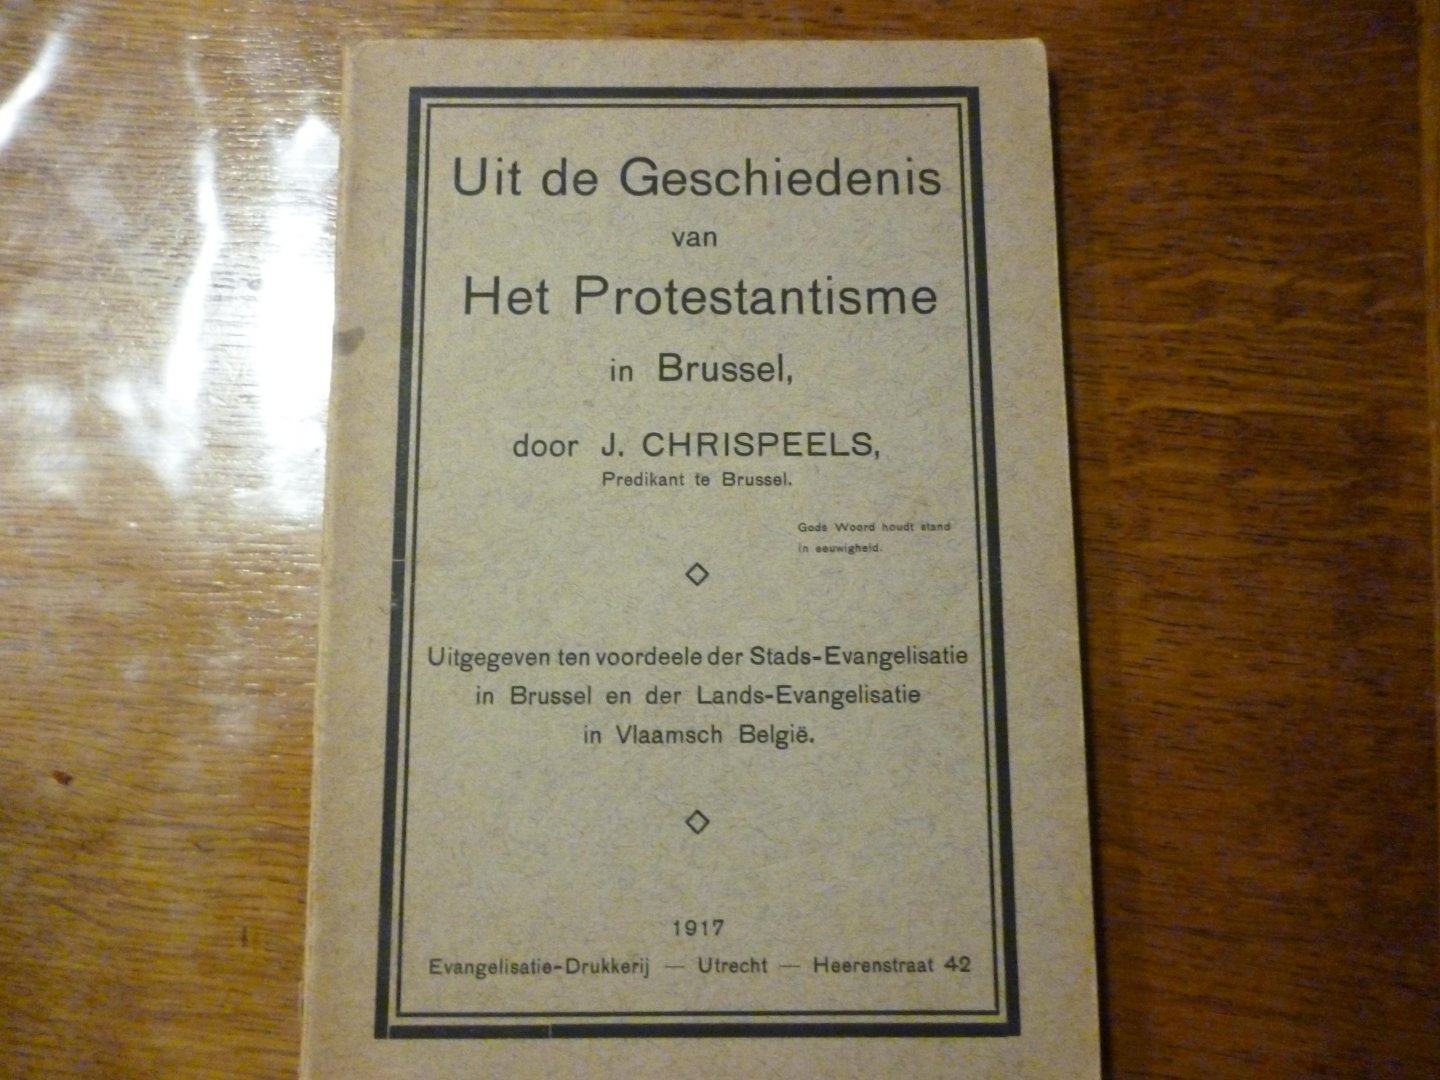 Uit de Geschiedenis
van
Het Protestantisme
in Brussel,
door J. CHRISPEELS,
Predikant te Brussel.
Gods Woord houdt stand
in eeuwigheid.
Uitgegeven ten voordeele der Stads-Evangelisatie
in Brussel en der Lands-Evangelisatie
in Vlaamsch België.
1917
Evangelisatie-Drukkerij — Utrecht — Heerenstraat 42